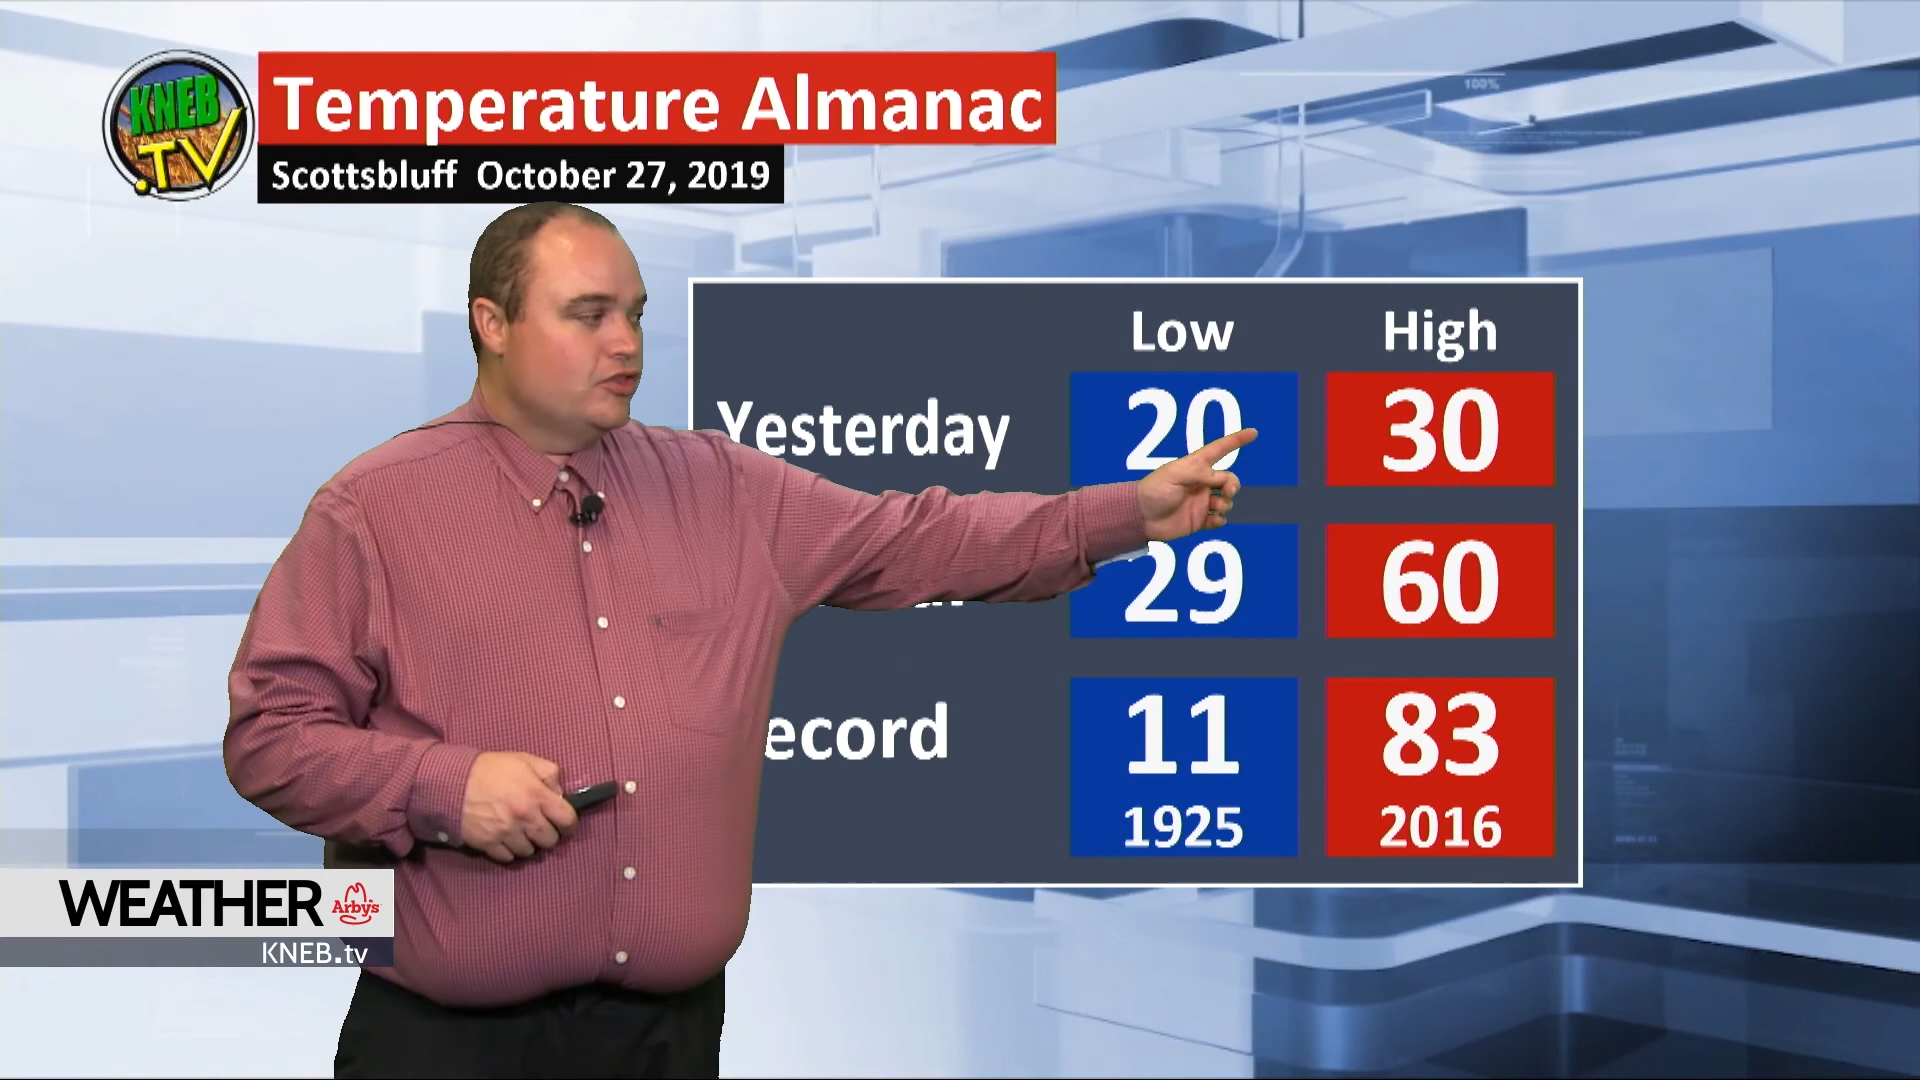 KNEB
.TV
Temperature Almanac
Scottsbluff October 27, 2019
Low High
Yesterday 20 30
29 60
ecord 11 83
1925 2016
WEATHER Arby's
KNEB.tv
100%